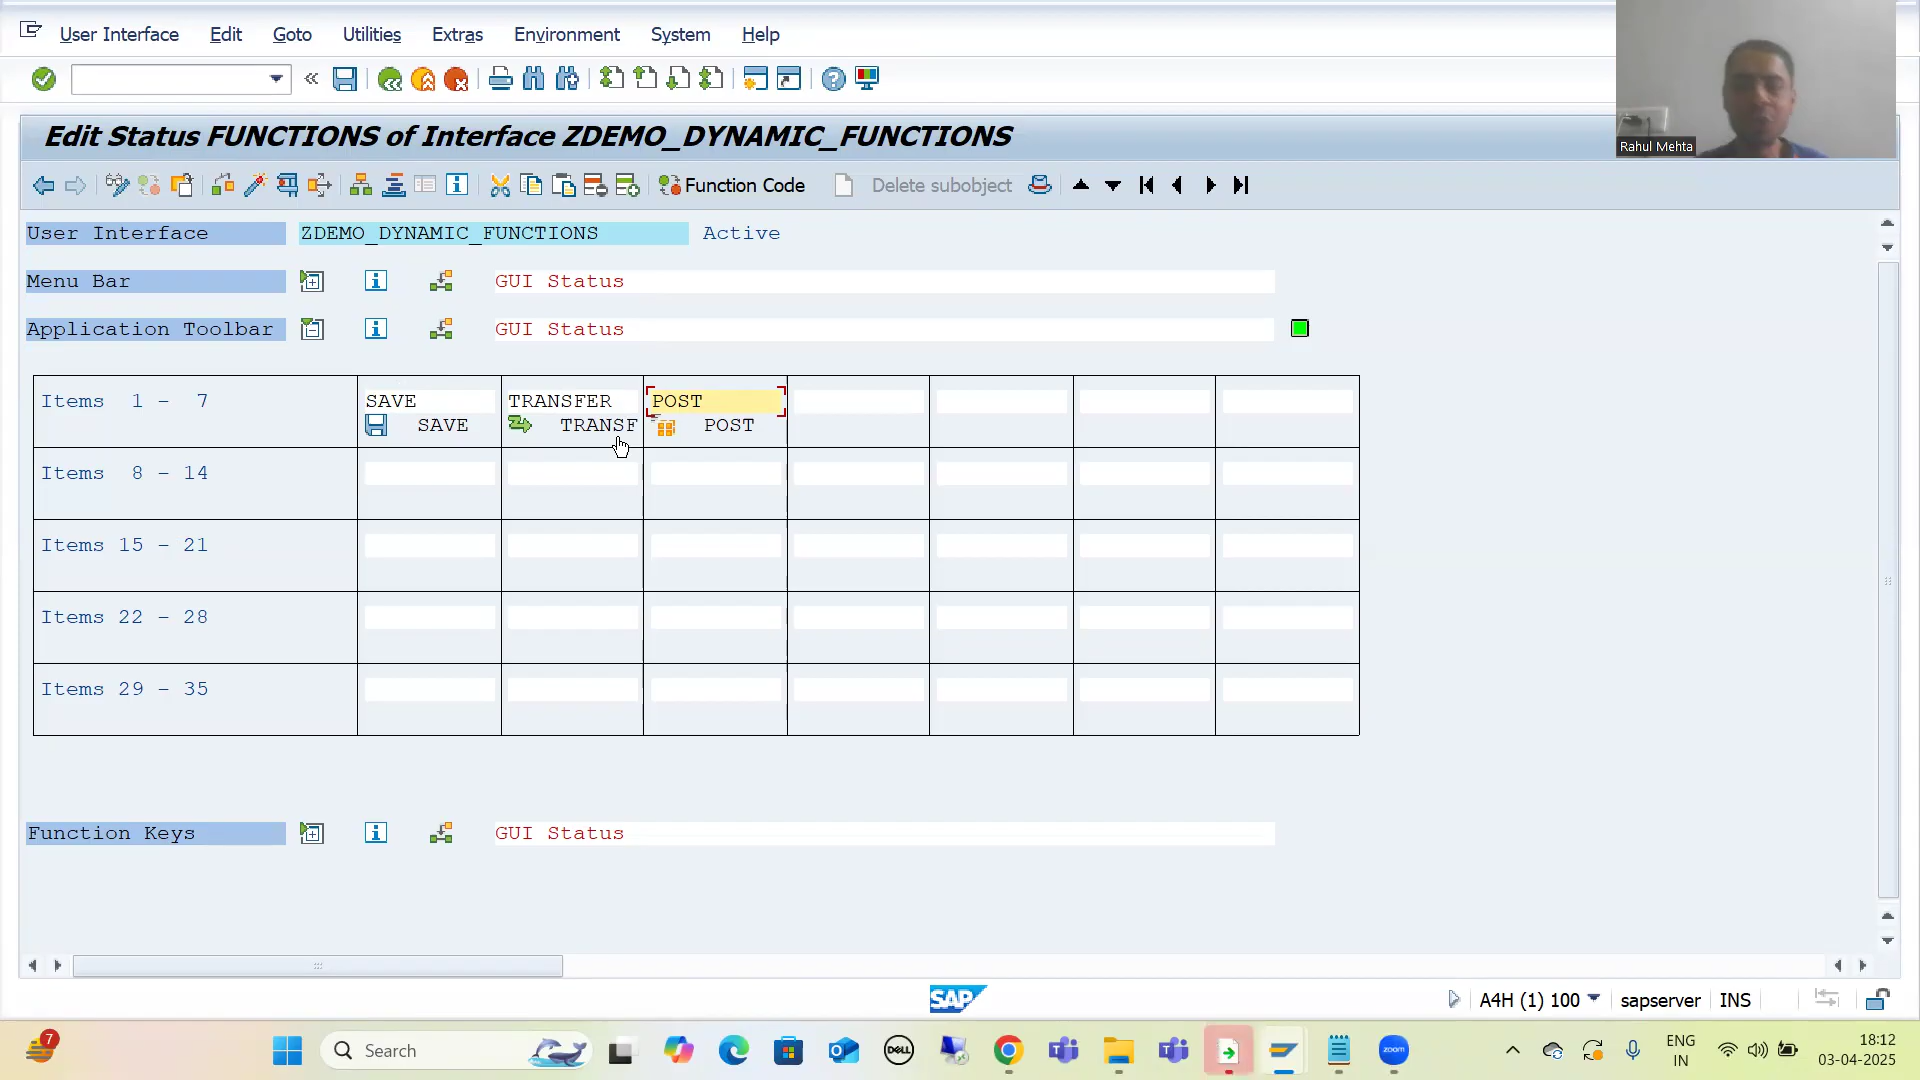 User Interface Edit Goto Utilities Extras Environment System Help
Rahul Mehta
Edit Status FUNCTIONS of Interface ZDEMO_DYNAMIC_FUNCTIONS
Function Code Delete subobject
User Interface ZDEMO_DYNAMIC_FUNCTIONS Active
Menu Bar GUI Status
Application Toolbar GUI Status
Items 1 - 7 SAVE TRANSFER POST
SAVE TRANSF POST
Items 8 - 14
Items 15 - 21
Items 22 - 28
Items 29 - 35
Function Keys GUI Status
SAP A4H (1) 100 sapserver INS
7 Search DELL zoom ENG
IN 18:12
03-04-2025